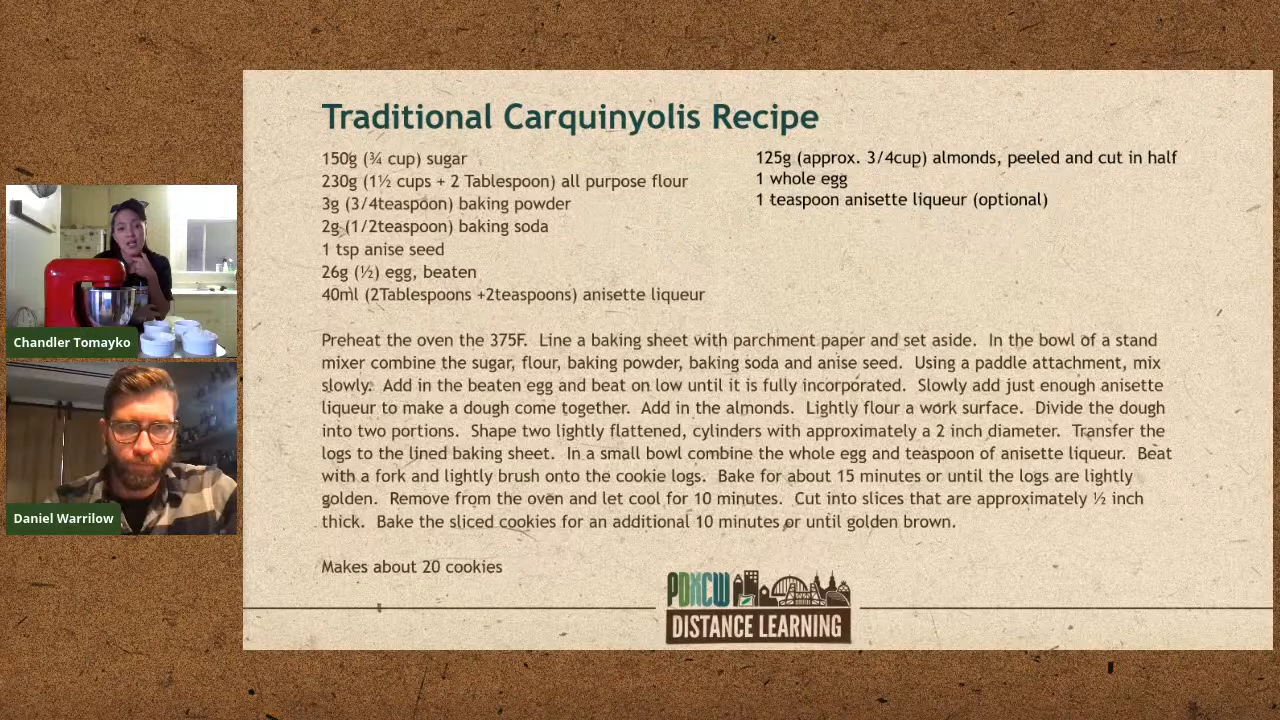 Traditional Carquinyolis Recipe
150g (¾ cup) sugar
230g (1½ cups + 2 Tablespoon) all purpose flour
3g (3/4teaspoon) baking powder
2g (1/2teaspoon) baking soda
1 tsp anise seed
26g (½) egg, beaten
40ml (2Tablespoons +2teaspoons) anisette liqueur
125g (approx. 3/4cup) almonds, peeled and cut in half
1 whole egg
1 teaspoon anisette liqueur (optional)
Preheat the oven the 375F. Line a baking sheet with parchment paper and set aside. In the bowl of a stand
mixer combine the sugar, flour, baking powder, baking soda and anise seed. Using a paddle attachment, mix
slowly. Add in the beaten egg and beat on low until it is fully incorporated. Slowly add just enough anisette
liqueur to make a dough come together. Add in the almonds. Lightly flour a work surface. Divide the dough
into two portions. Shape two lightly flattened, cylinders with approximately a 2 inch diameter. Transfer the
logs to the lined baking sheet. In a small bowl combine the whole egg and teaspoon of anisette liqueur. Beat
with a fork and lightly brush onto the cookie logs. Bake for about 15 minutes or until the logs are lightly
golden. Remove from the oven and let cool for 10 minutes. Cut into slices that are approximately ½ inch
thick. Bake the sliced cookies for an additional 10 minutes or until golden brown.
Makes about 20 cookies
PDXCW
DISTANCE LEARNING
Chandler Tomayko
Daniel Warrilow